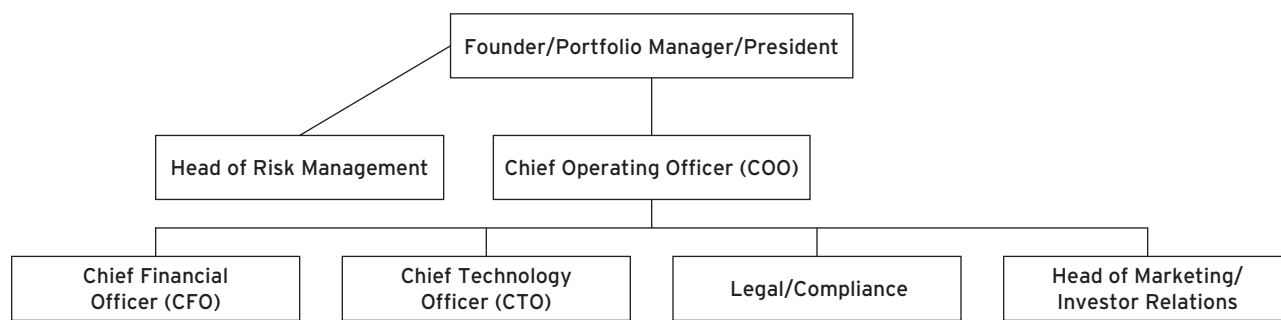 Founder/Portfolio Manager/President
Head of Risk Management
Chief Operating Officer (COO)
Chief Financial
Officer (CFO)
Chief Technology
Officer (CTO)
Legal/Compliance
Head of Marketing/
Investor Relations